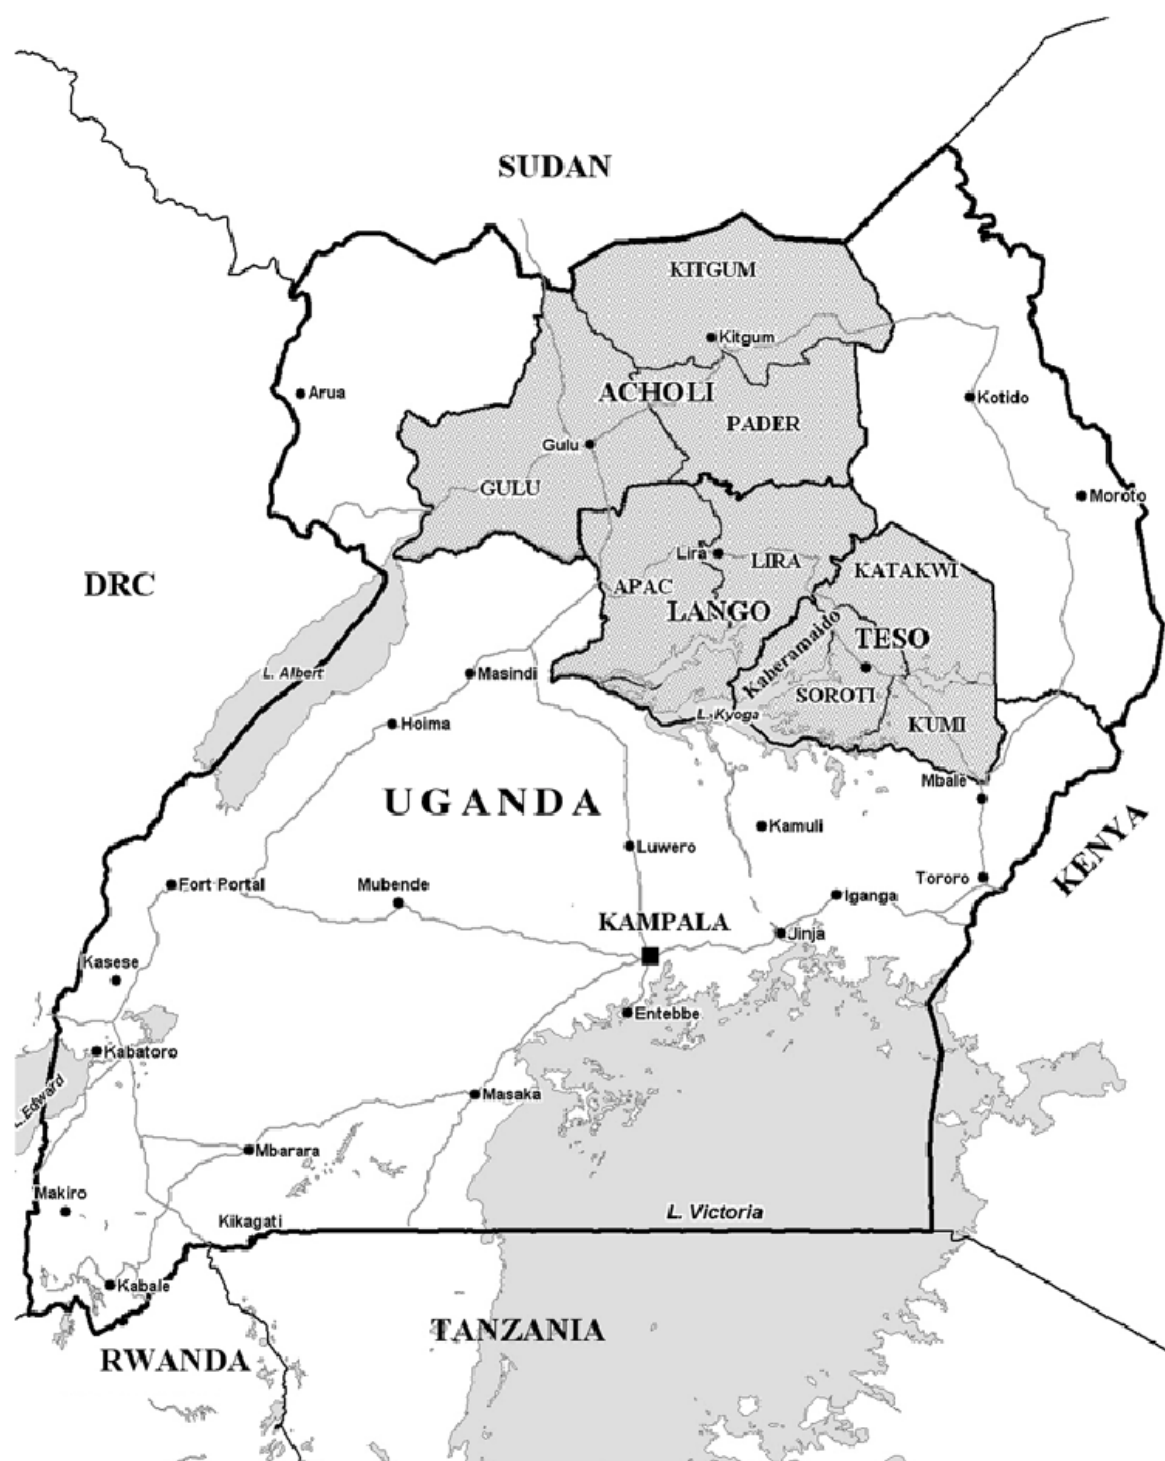 SUDAN
KITGUM
Kitgum
Arua
ACHOLI
Kotido
PADER
Gulu
GULU
Moroto
DRC
Lira
LIRA
KATAKWI
APAC
LANGO
Kaberamaido
TESO
L. Albert
Masindi
SOROTI
L. Kyoga
Hoima
KUMI
Mbale
UGANDA
Kamuli
KENYA
Luwero
Fort Portal
Mubende
Tororo
Iganga
KAMPALA
Jinja
Kasese
Entebbe
Kabatoro
L.Edward
Masaka
Mbarara
Makiro
Kikagati
L. Victoria
Kabale
TANZANIA
RWANDA